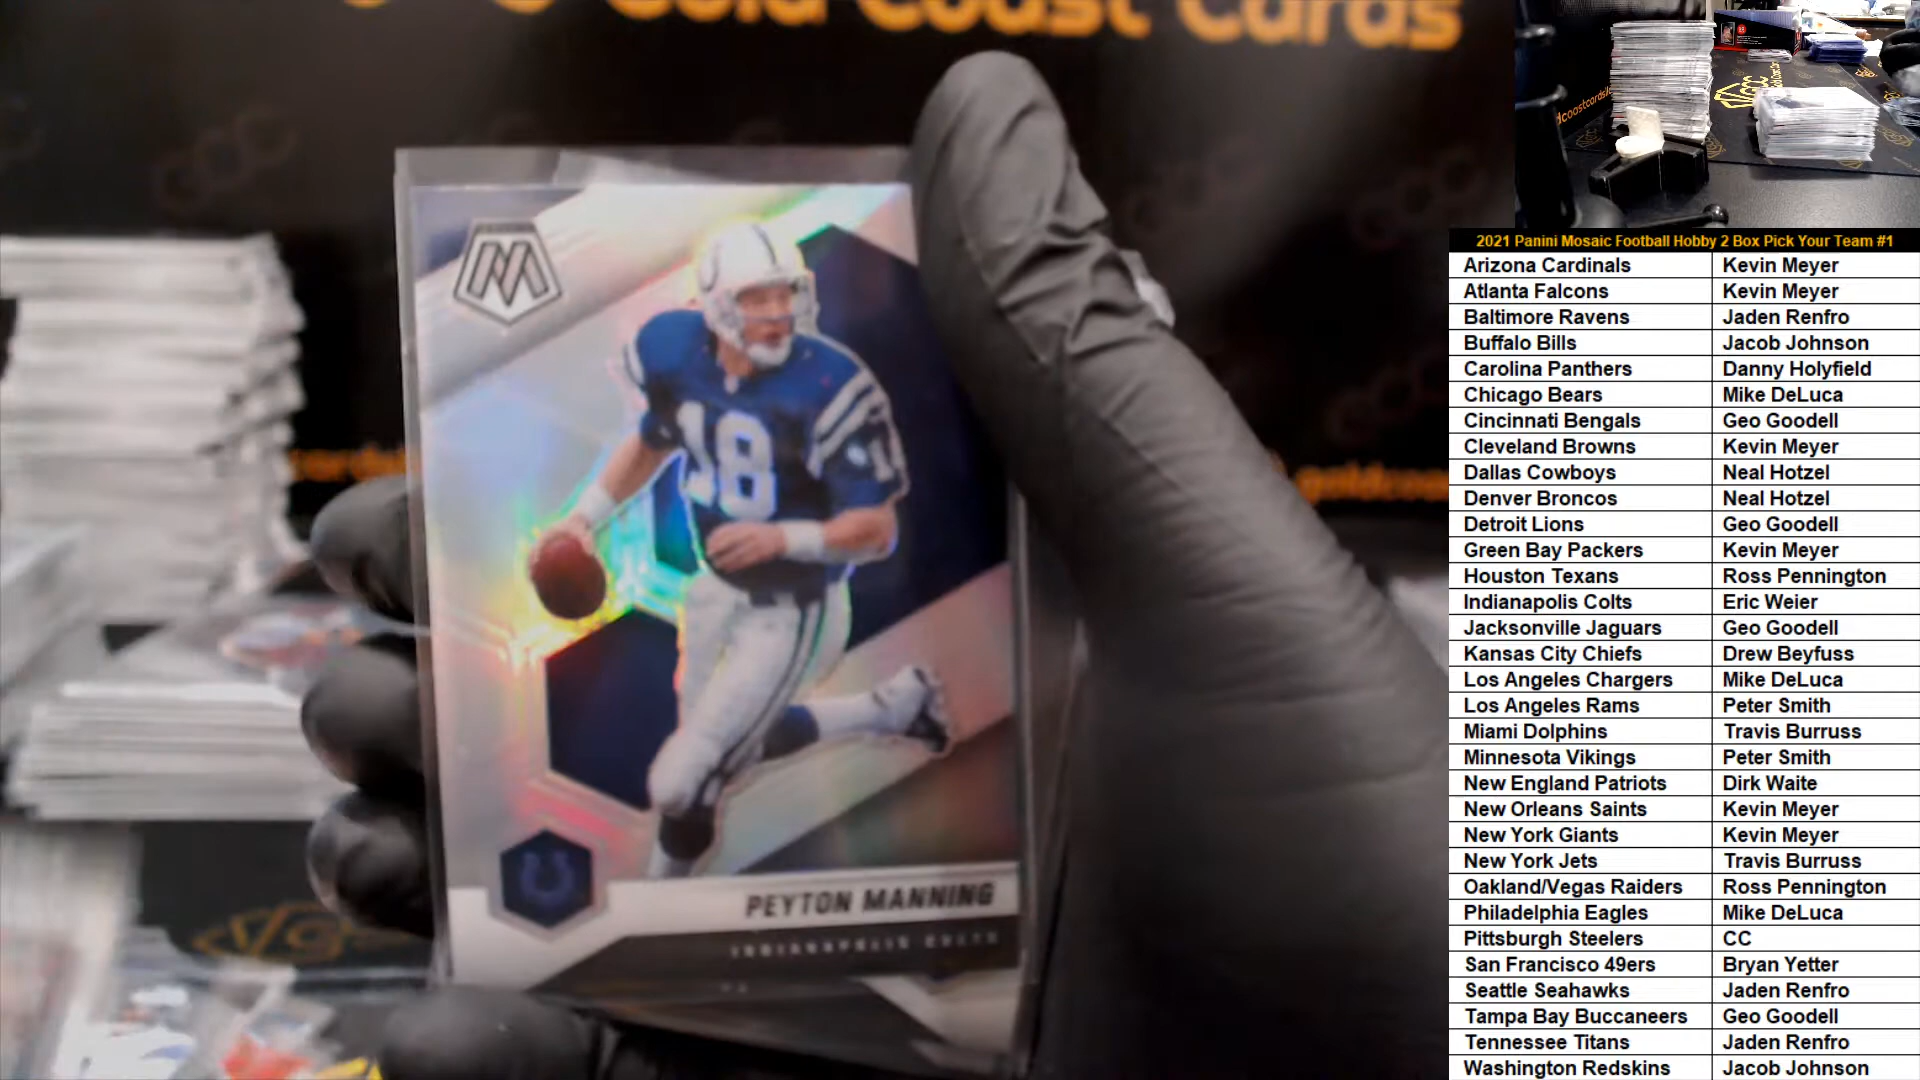 Gold Coast Cards
goldcoa
18
PEYTON MANNING
INDIANAPOLIS COLTS
2021 Panini Mosaic Football Hobby 2 Box Pick Your Team #1
Arizona Cardinals Kevin Meyer
Atlanta Falcons Kevin Meyer
Baltimore Ravens Jaden Renfro
Buffalo Bills Jacob Johnson
Carolina Panthers Danny Holyfield
Chicago Bears Mike DeLuca
Cincinnati Bengals Geo Goodell
Cleveland Browns Kevin Meyer
Dallas Cowboys Neal Hotzel
Denver Broncos Neal Hotzel
Detroit Lions Geo Goodell
Green Bay Packers Kevin Meyer
Houston Texans Ross Pennington
Indianapolis Colts Eric Weier
Jacksonville Jaguars Geo Goodell
Kansas City Chiefs Drew Beyfuss
Los Angeles Chargers Mike DeLuca
Los Angeles Rams Peter Smith
Miami Dolphins Travis Burruss
Minnesota Vikings Peter Smith
New England Patriots Dirk Waite
New Orleans Saints Kevin Meyer
New York Giants Kevin Meyer
New York Jets Travis Burruss
Oakland/Vegas Raiders Ross Pennington
Philadelphia Eagles Mike DeLuca
Pittsburgh Steelers CC
San Francisco 49ers Bryan Yetter
Seattle Seahawks Jaden Renfro
Tampa Bay Buccaneers Geo Goodell
Tennessee Titans Jaden Renfro
Washington Redskins Jacob Johnson